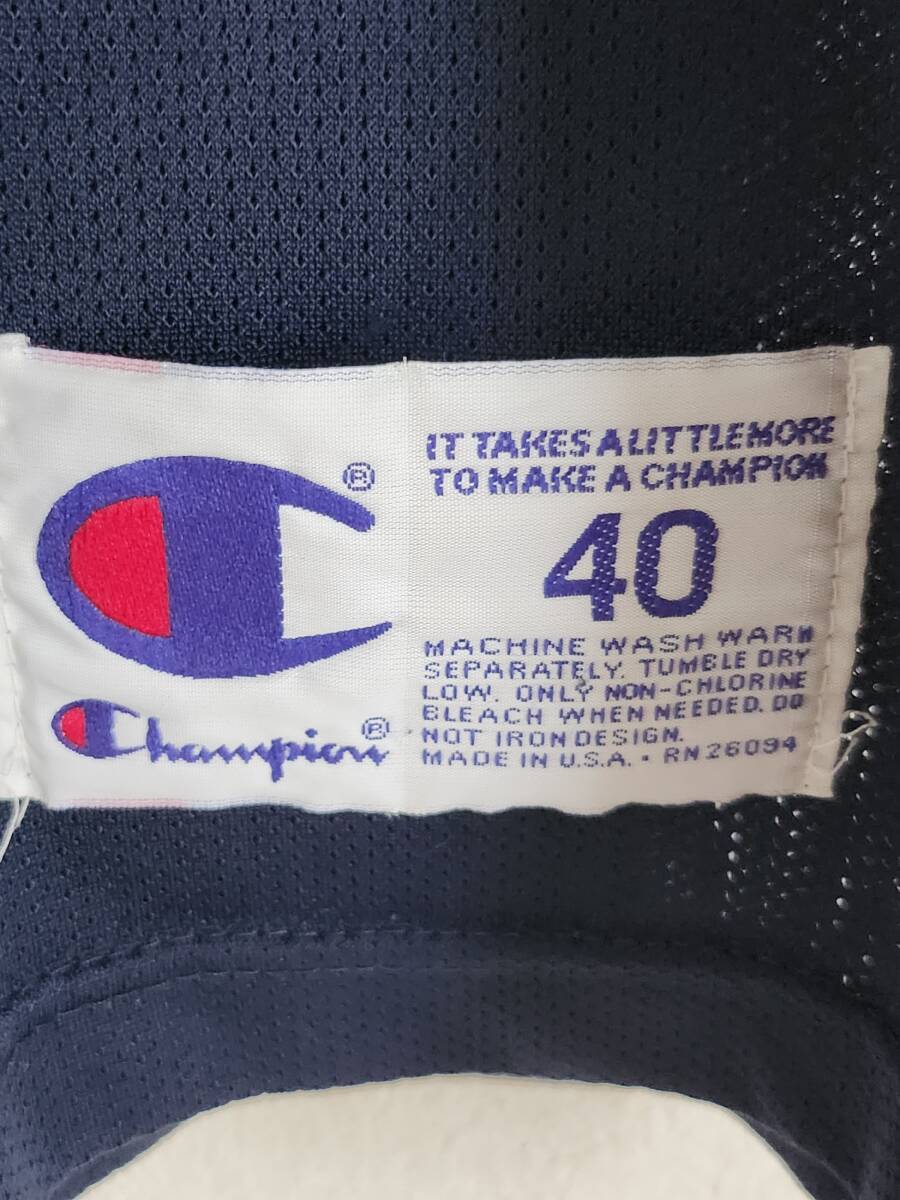 ®
Champion®
IT TAKES A LITTLE MORE
TO MAKE A CHAMPION
40
MACHINE WASH WARM
SEPARATELY. TUMBLE DRY
LOW. ONLY NON-CHLORINE
BLEACH WHEN NEEDED. DO
NOT IRON DESIGN.
MADE IN U.S.A. • RN 26094